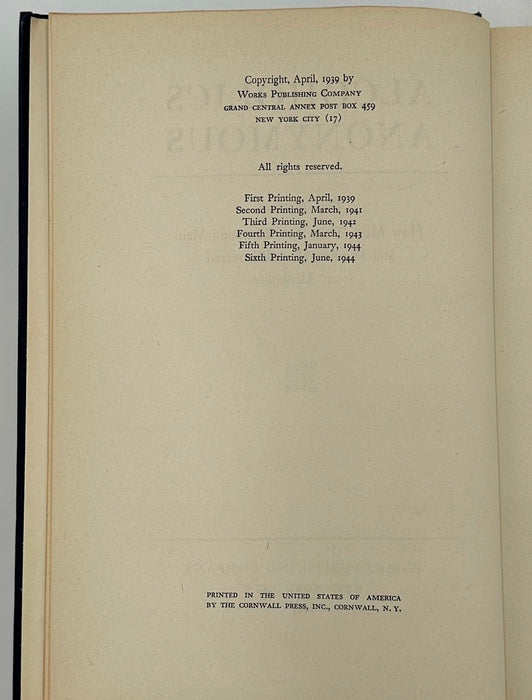 Copyright, April, 1939 by
WORKS PUBLISHING COMPANY
GRAND CENTRAL ANNEX POST BOX 459
NEW YORK CITY (17)
All rights reserved.
First Printing, April, 1939
Second Printing, March, 1941
Third Printing, June, 1942
Fourth Printing, March, 1943
Fifth Printing, January, 1944
Sixth Printing, June, 1944
PRINTED IN THE UNITED STATES OF AMERICA
BY THE CORNWALL PRESS, INC., CORNWALL, N. Y.